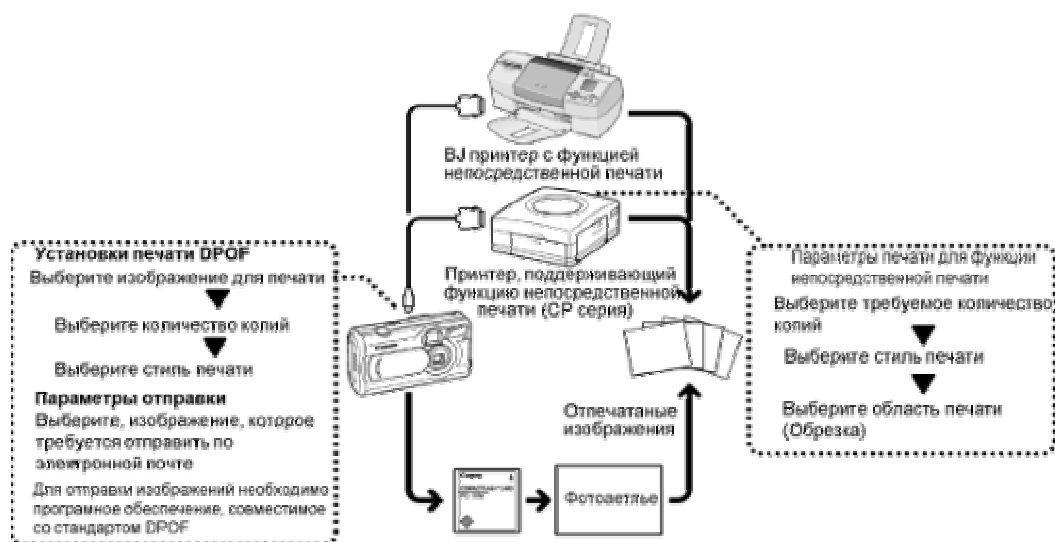 BJ принтер с функцией
непосредственной печати
Установки печати DPOF
Выберите изображение для печати
Выберите количество копий
Выберите стиль печати
Параметры отправки
Выберите, изображение, которое
требуется отправить по
электронной почте
Для отправки изображений необходимо
програмное обеспечение, совместимое
со стандартом DPOF
Принтер, поддерживающий
функцию непосредственной
печати (CP серия)
Отпечатаные
изображения
Фотоаетлье
Параметры печати для функции
непосредственной печати
Выберите требуемое количество
копий
Выберите стиль печати
Выберите область печати
(Обрезка)